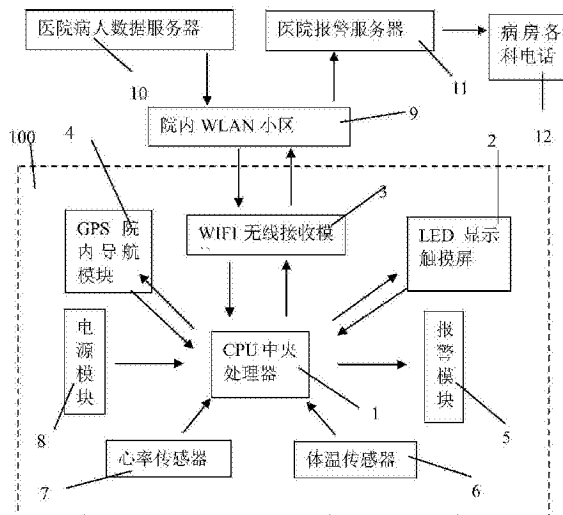 医院病人数据服务器
医院报警服务器
病房各
科电话
10
11
12
院内 WLAN 小区
9
100
4
2
3
GPS 院
内导航
模块
WIFI 无线接收模
LED 显示
触摸屏
电
源
模
块
CPU 中央
处理器
报
警
模
块
8
1
5
心率传感器
体温传感器
7
6